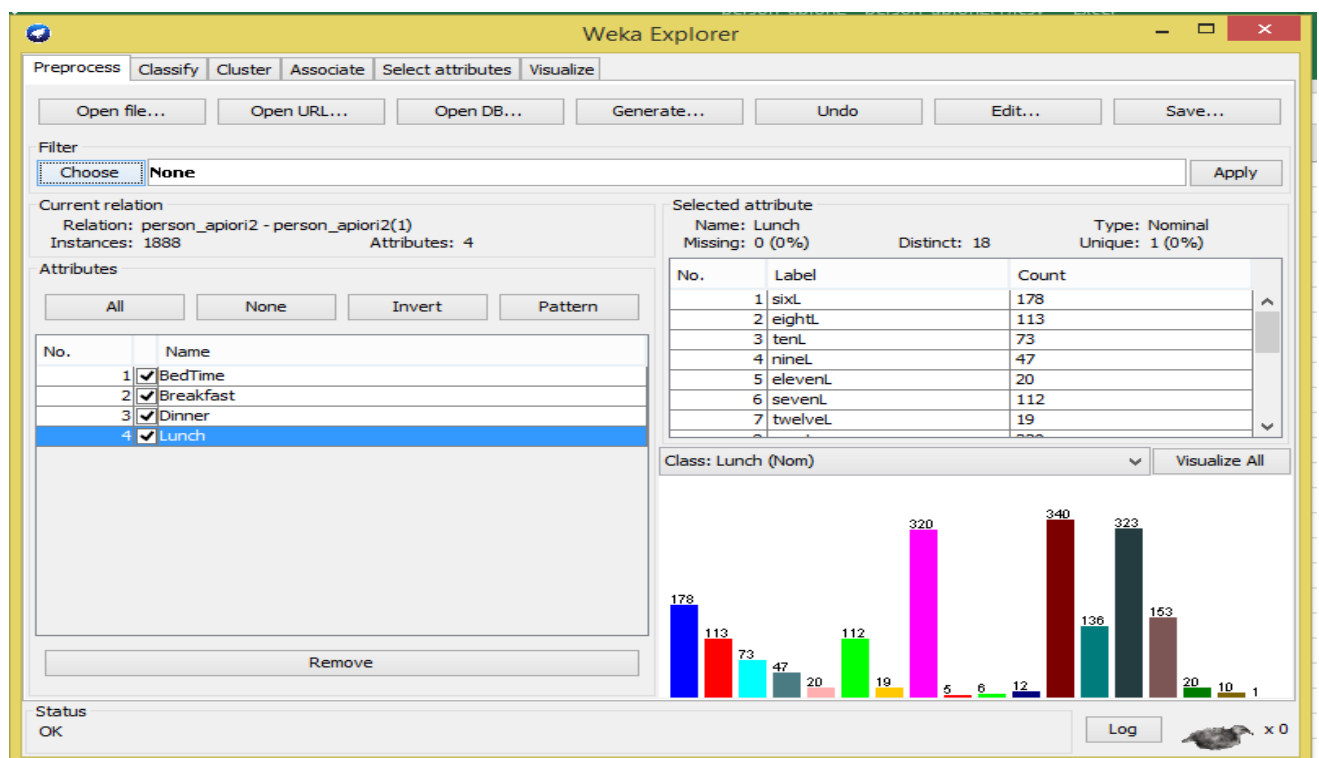 Weka Explorer
Preprocess Classify Cluster Associate Select attributes Visualize
Open file... Open URL... Open DB... Generate... Undo Edit... Save...
Filter
Choose None Apply
Current relation
Relation: person_apiori2 - person_apiori2(1)
Instances: 1888 Attributes: 4
Attributes
All None Invert Pattern
No. Name
1 BedTime
2 Breakfast
3 Dinner
4 Lunch
Remove
Selected attribute
Name: Lunch Type: Nominal
Missing: 0 (0%) Distinct: 18 Unique: 1 (0%)
No. Label Count
1 sixL 178
2 eightL 113
3 tenL 73
4 nineL 47
5 elevenL 20
6 sevenL 112
7 twelveL 19
Class: Lunch (Nom) Visualize All
178 113 73 47 20 112 19 320 5 6 12 340 136 323 153 20 10 1
Status
OK Log x 0